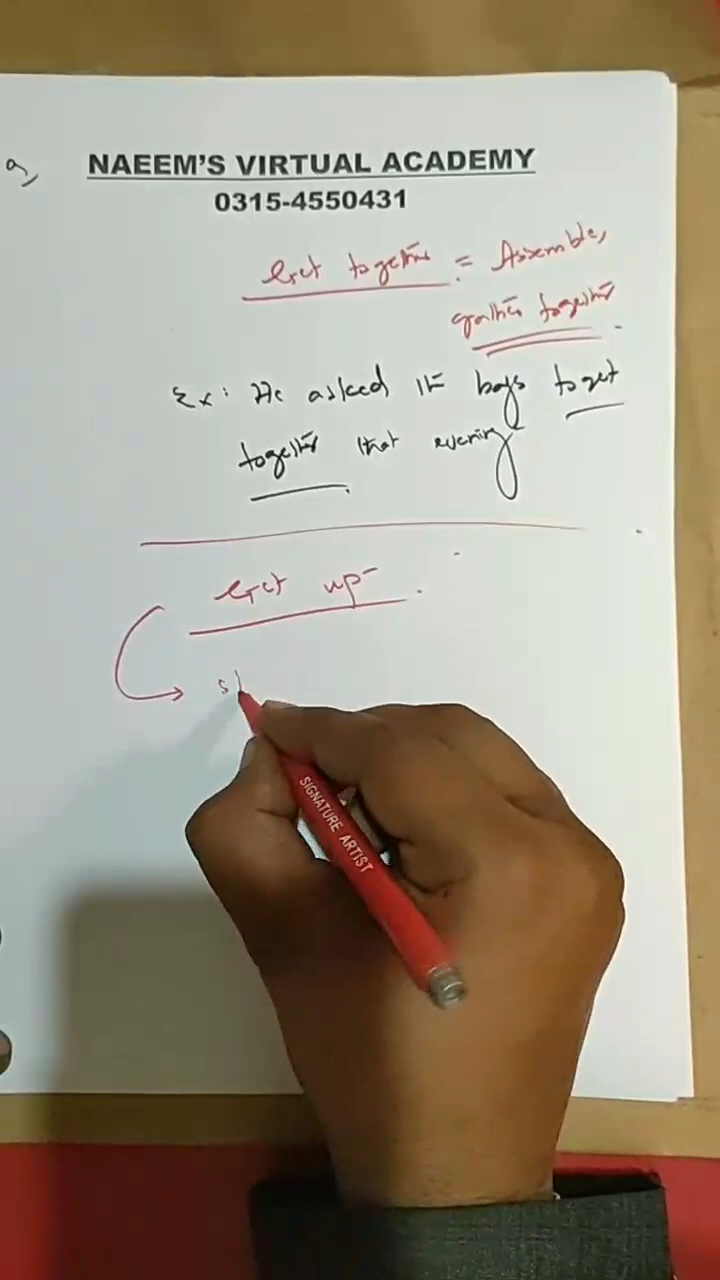 9,
NAEEM'S VIRTUAL ACADEMY
0315-4550431
Get together = Assemble,
gather together.
Ex: He asked the boys to get
together that evening
Get up.
SIGNATURE ARTIST